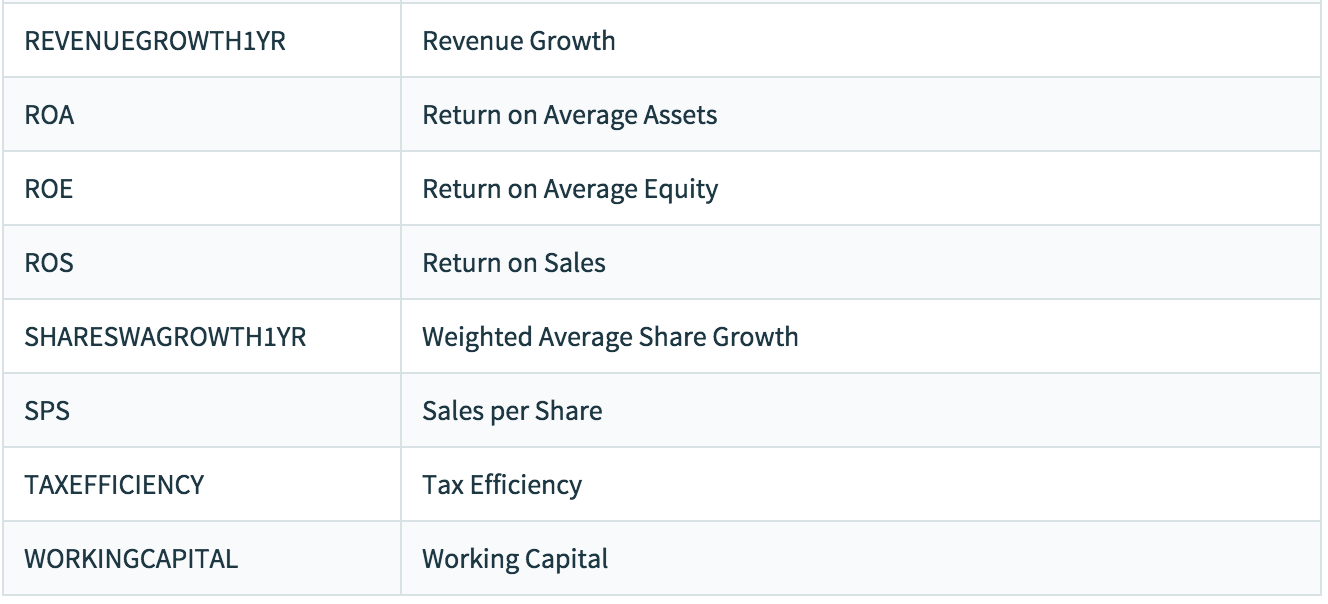 REVENUEGROWTH1YR Revenue Growth
ROA Return on Average Assets
ROE Return on Average Equity
ROS Return on Sales
SHARESWAGROWTH1YR Weighted Average Share Growth
SPS Sales per Share
TAXEFFICIENCY Tax Efficiency
WORKINGCAPITAL Working Capital